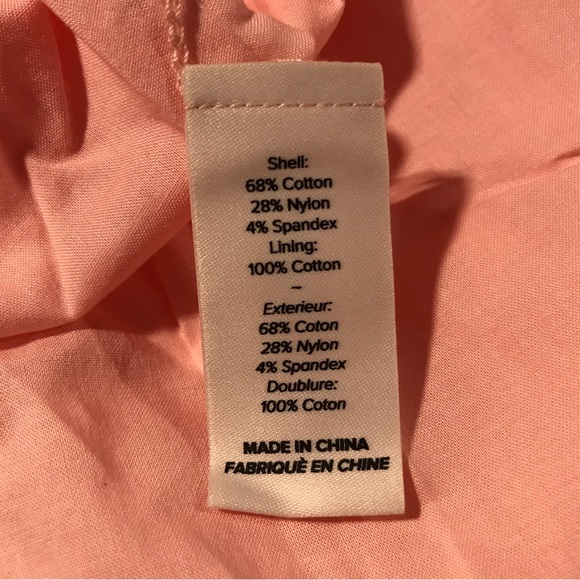 Shell:
68% Cotton
28% Nylon
4% Spandex
Lining:
100% Cotton
–
Exterieur:
68% Coton
28% Nylon
4% Spandex
Doublure:
100% Coton
MADE IN CHINA
FABRIQUÈ EN CHINE